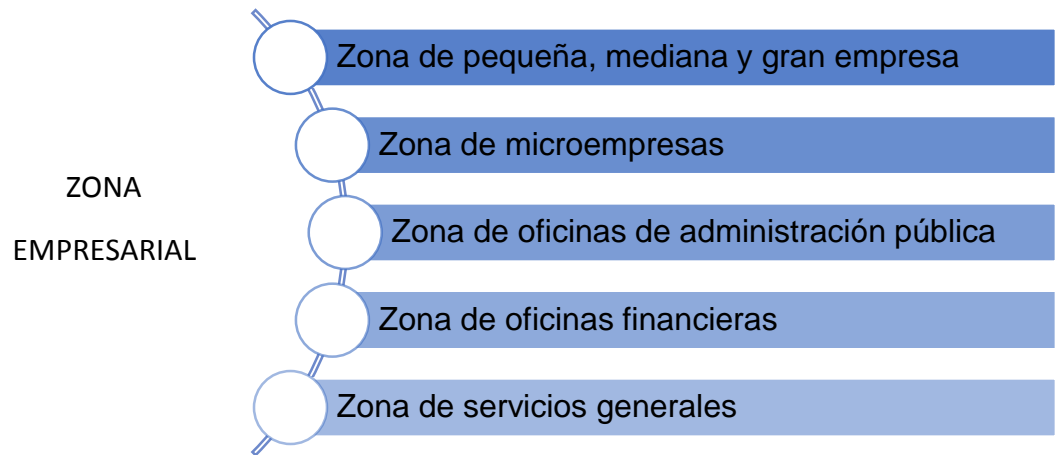 ZONA
EMPRESARIAL
Zona de pequeña, mediana y gran empresa
Zona de microempresas
Zona de oficinas de administración pública
Zona de oficinas financieras
Zona de servicios generales